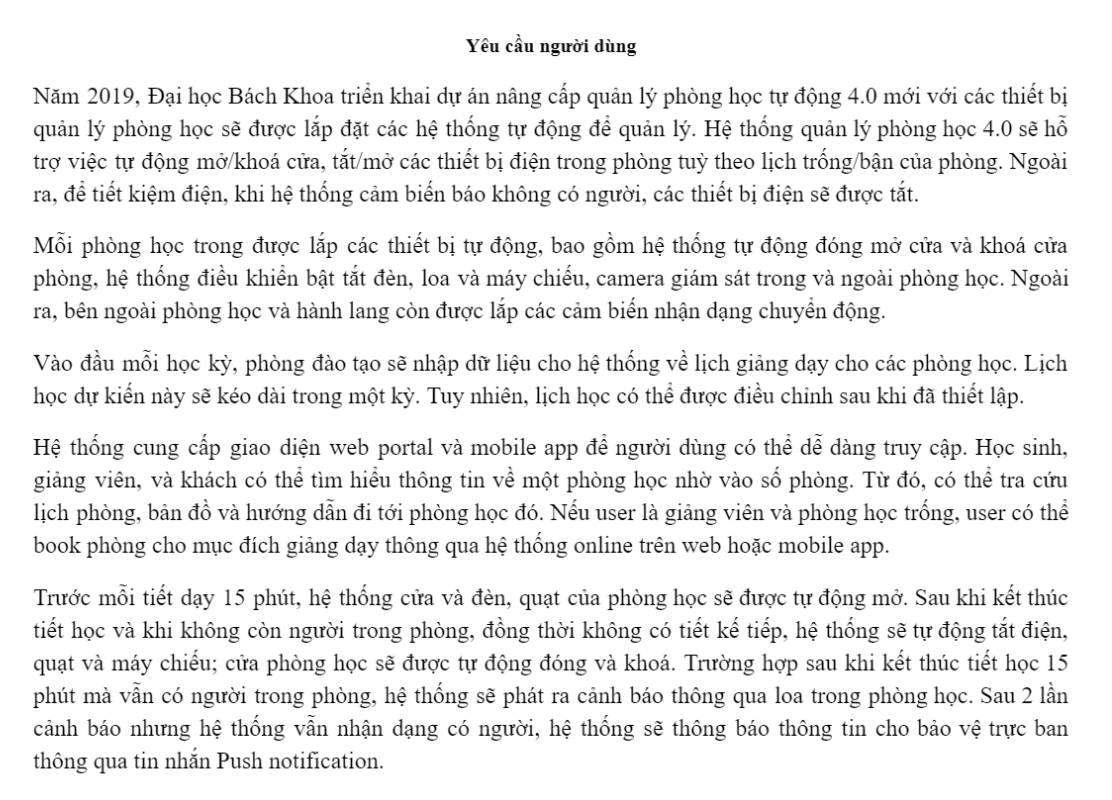 Yêu cầu người dùng
Năm 2019, Đại học Bách Khoa triển khai dự án nâng cấp quản lý phòng học tự động 4.0 mới với các thiết bị
quản lý phòng học sẽ được lắp đặt các hệ thống tự động để quản lý. Hệ thống quản lý phòng học 4.0 sẽ hỗ
trợ việc tự động mở/khoá cửa, tắt/mở các thiết bị điện trong phòng tuỳ theo lịch trống/bận của phòng. Ngoài
ra, để tiết kiệm điện, khi hệ thống cảm biến báo không có người, các thiết bị điện sẽ được tắt.
Mỗi phòng học trong được lắp các thiết bị tự động, bao gồm hệ thống tự động đóng mở cửa và khoá cửa
phòng, hệ thống điều khiển bật tắt đèn, loa và máy chiếu, camera giám sát trong và ngoài phòng học. Ngoài
ra, bên ngoài phòng học và hành lang còn được lắp các cảm biến nhận dạng chuyển động.
Vào đầu mỗi học kỳ, phòng đào tạo sẽ nhập dữ liệu cho hệ thống về lịch giảng dạy cho các phòng học. Lịch
học dự kiến này sẽ kéo dài trong một kỳ. Tuy nhiên, lịch học có thể được điều chỉnh sau khi đã thiết lập.
Hệ thống cung cấp giao diện web portal và mobile app để người dùng có thể dễ dàng truy cập. Học sinh,
giảng viên, và khách có thể tìm hiểu thông tin về một phòng học nhờ vào số phòng. Từ đó, có thể tra cứu
lịch phòng, bản đồ và hướng dẫn đi tới phòng học đó. Nếu user là giảng viên và phòng học trống, user có thể
book phòng cho mục đích giảng dạy thông qua hệ thống online trên web hoặc mobile app.
Trước mỗi tiết dạy 15 phút, hệ thống cửa và đèn, quạt của phòng học sẽ được tự động mở. Sau khi kết thúc
tiết học và khi không còn người trong phòng, đồng thời không có tiết kế tiếp, hệ thống sẽ tự động tắt điện,
quạt và máy chiếu; cửa phòng học sẽ được tự động đóng và khoá. Trường hợp sau khi kết thúc tiết học 15
phút mà vẫn có người trong phòng, hệ thống sẽ phát ra cảnh báo thông qua loa trong phòng học. Sau 2 lần
cảnh báo nhưng hệ thống vẫn nhận dạng có người, hệ thống sẽ thông báo thông tin cho bảo vệ trực ban
thông qua tin nhắn Push notification.